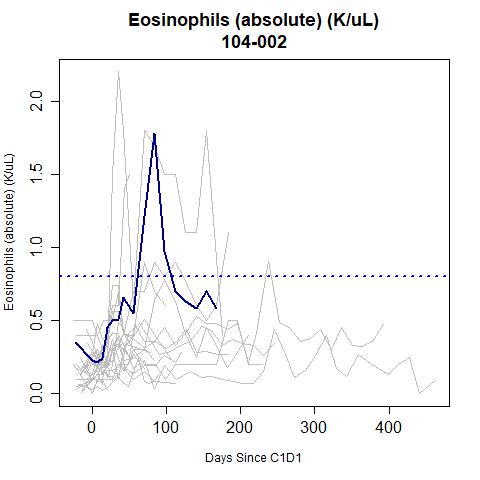 Eosinophils (absolute) (K/uL)
104-002
Eosinophils (absolute) (K/uL)
2.0
1.5
1.0
0.5
0.0
0 100 200 300 400
Days Since C1D1